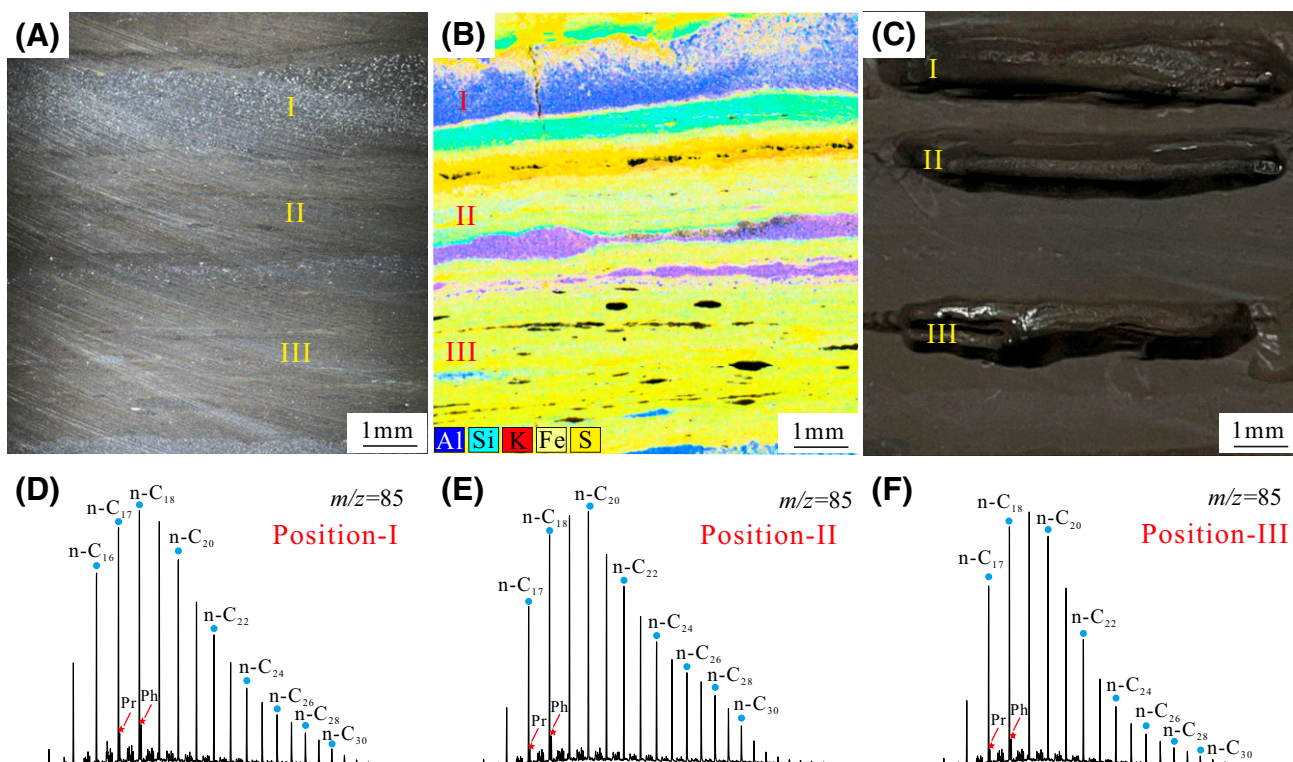 (A)
I
II
III
1mm
(B)
I
II
III
Al Si K Fe S
1mm
(C)
I
II
III
1mm
(D)
m/z=85
Position-I
n-C₁₆
n-C₁₇
n-C₁₈
n-C₂₀
n-C₂₂
n-C₂₄
n-C₂₆
n-C₂₈
n-C₃₀
Pr
Ph
(E)
m/z=85
Position-II
n-C₁₇
n-C₁₈
n-C₂₀
n-C₂₂
n-C₂₄
n-C₂₆
n-C₂₈
n-C₃₀
Pr
Ph
(F)
m/z=85
Position-III
n-C₁₇
n-C₁₈
n-C₂₀
n-C₂₂
n-C₂₄
n-C₂₆
n-C₂₈
n-C₃₀
Pr
Ph